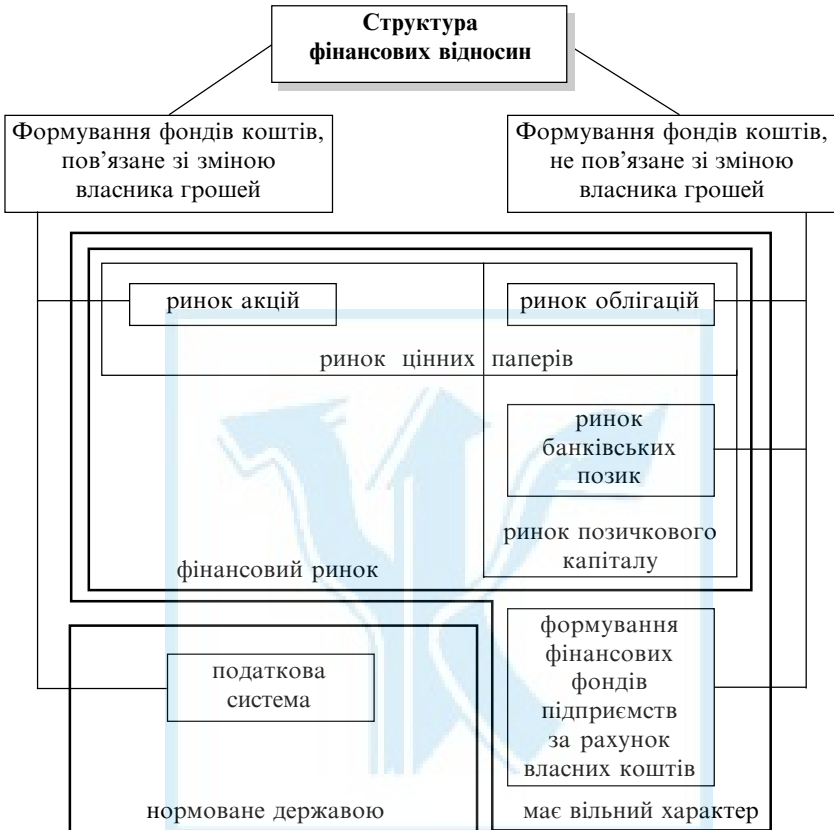 Структура
фінансових відносин
Формування фондів коштів,
пов’язане зі зміною
власника грошей
Формування фондів коштів,
не пов’язане зі зміною
власника грошей
ринок акцій
ринок облігацій
ринок цінних паперів
ринок
банківських
позик
ринок позичкового
капіталу
фінансовий ринок
податкова
система
формування
фінансових
фондів
підприємств
за рахунок
власних коштів
нормоване державою
має вільний характер